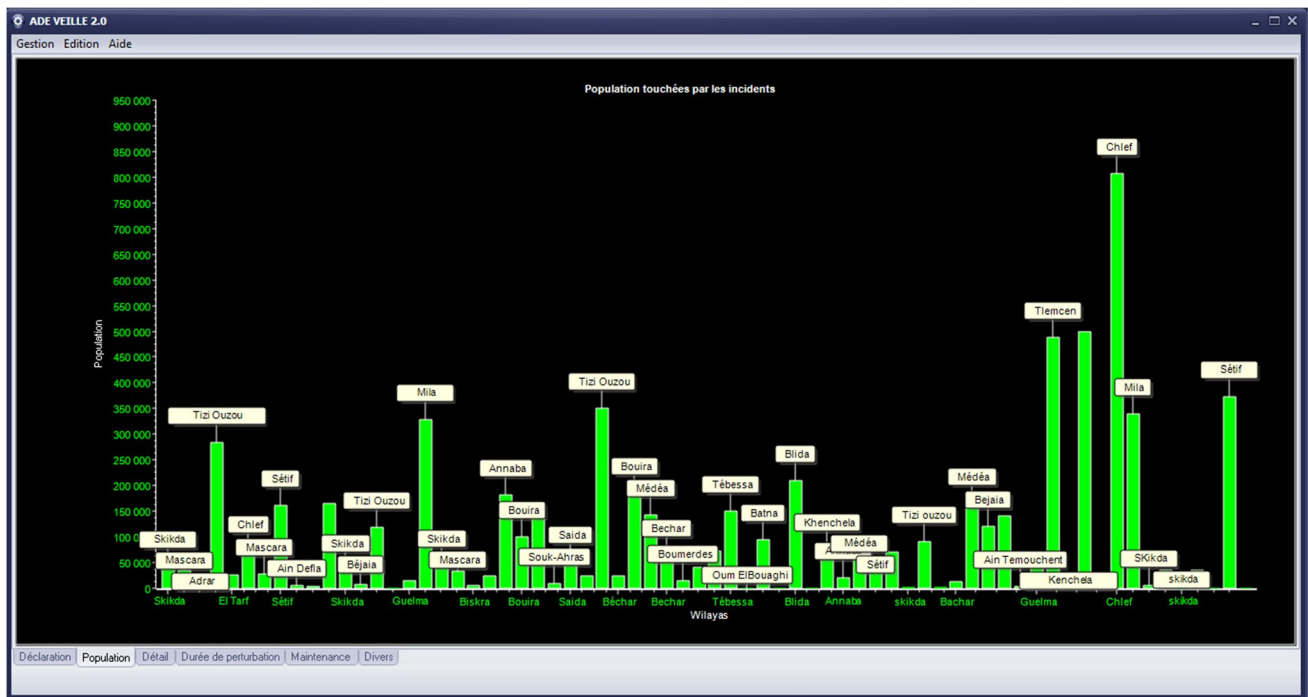 ADE VEILLE 2.0
Gestion Edition Aide
Population touchées par les incidents
950 000
900 000
850 000
800 000
750 000
700 000
650 000
600 000
550 000
500 000
450 000
400 000
350 000
300 000
250 000
200 000
150 000
100 000
50 000
0
Population
Chlef
Tlemcen
Sétif
Tizi Ouzou
Mila
Mila
Tizi Ouzou
Blida
Annaba
Bouira
Sétif
Tébessa
Médéa
Médéa
Tizi Ouzou
Bejaia
Bouira
Batna
Tizi ouzou
Chlef
Khenchela
Bechar
Skikda
Skikda
Skikda
Saida
Mascara
Médéa
Boumerdes
Souk-Ahras
Mascara
Mascara
Béjaia
Sétif
Ain Temouchent
SKikda
Ain Defla
Oum ElBouaghi
Adrar
Kenchela
skikda
Skikda El Tarf Sétif Skikda Guelma Biskra Bouira Saida Béchar Bechar Tébessa Blida Annaba skikda Bachar Guelma Chlef skikda
Wilayas
Déclaration Population Détail Durée de perturbation Maintenance Divers